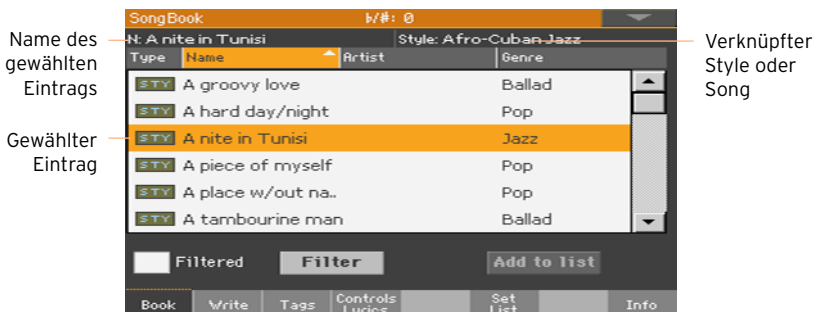 SongBook ♭/#: 0
Name des gewählten Eintrags
N: A nite in Tunisi Style: Afro-Cuban Jazz
Verknüpfter Style oder Song
Type Name Artist Genre
STY A groovy love Ballad
STY A hard day/night Pop
Gewählter Eintrag
STY A nite in Tunisi Jazz
STY A piece of myself Pop
STY A place w/out na.. Pop
STY A tambourine man Ballad
Filtered Filter Add to list
Book Write Tags Controls Lyrics Set List Info